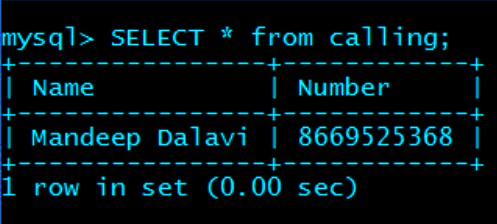 mysql> SELECT * from calling;
+----------------+------------+
| Name           | Number     |
+----------------+------------+
| Mandeep Dalavi | 8669525368 |
+----------------+------------+
1 row in set (0.00 sec)